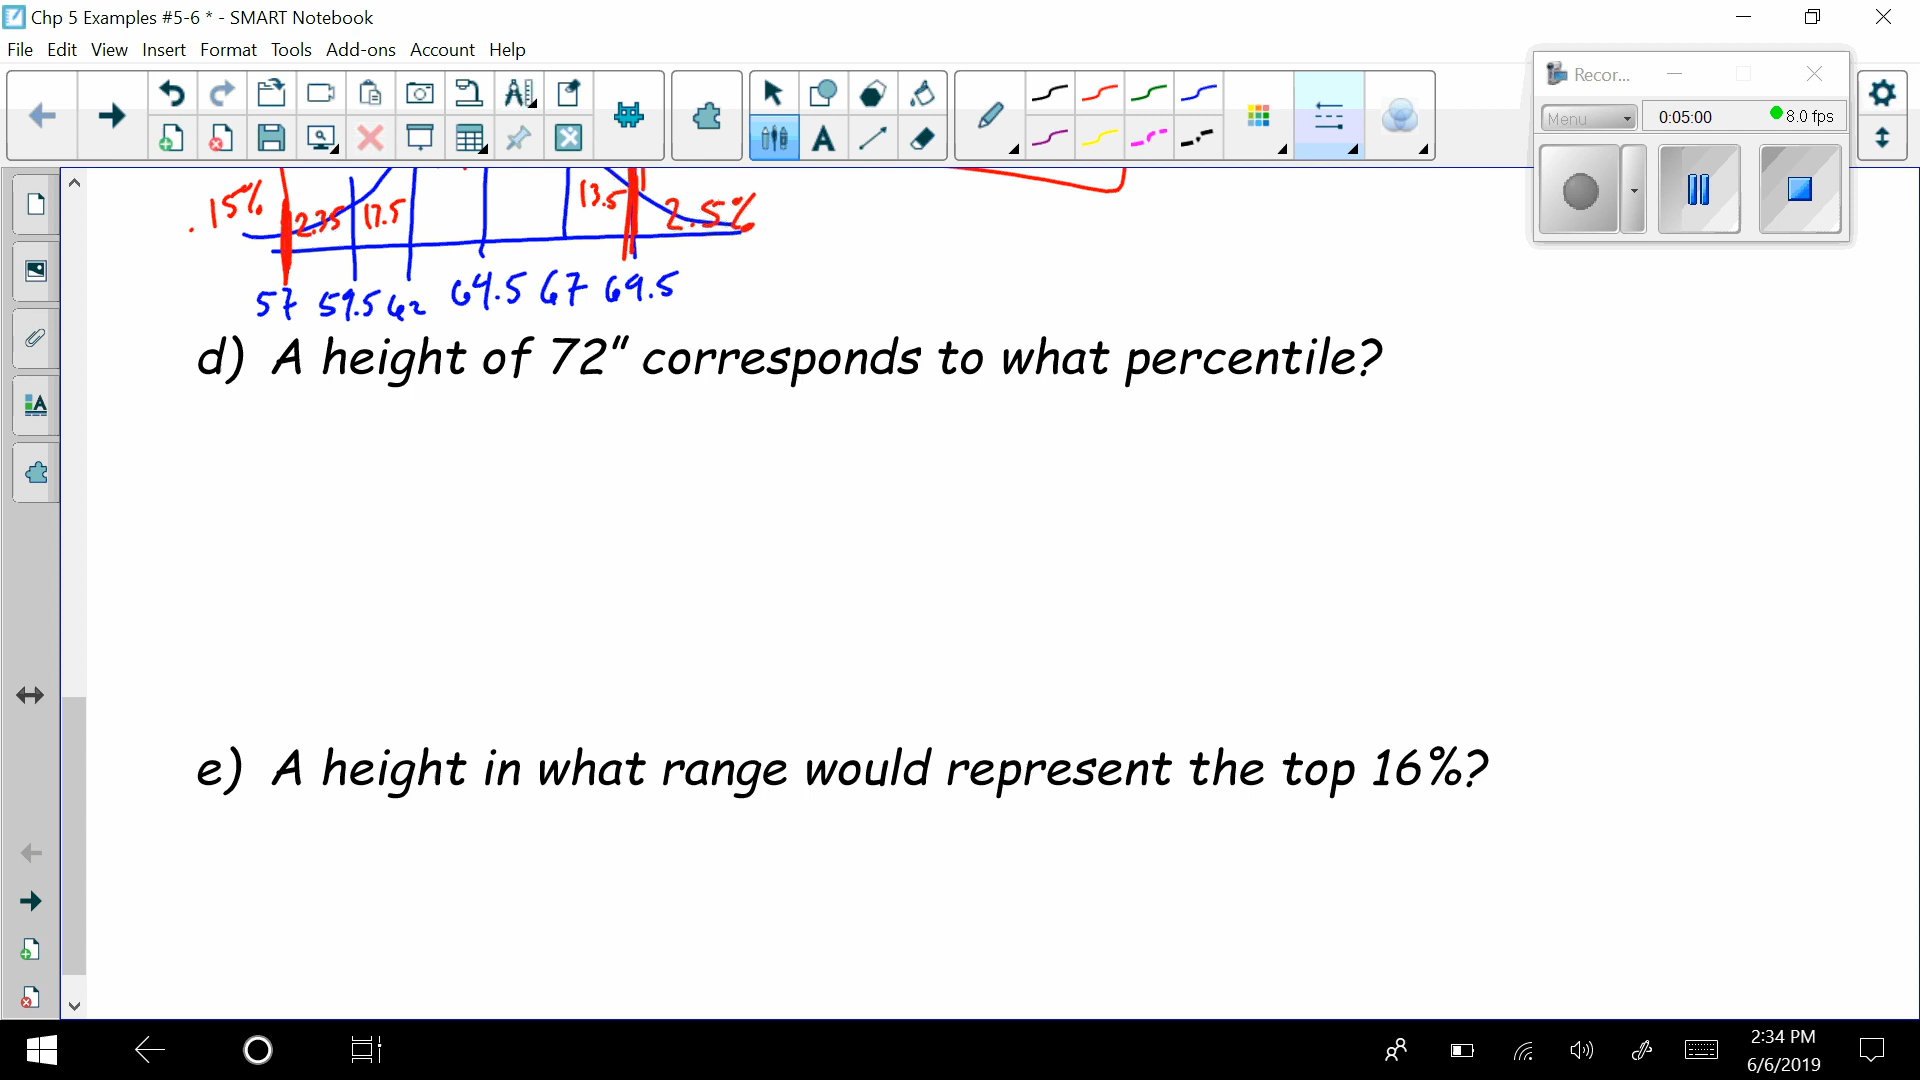 Chp 5 Examples #5-6 * - SMART Notebook
File Edit View Insert Format Tools Add-ons Account Help
Recor...
Menu 0:05:00 8.0 fps
.15% 2.35 17.5 13.5 2.5%
57 59.5 62 64.5 67 69.5
d) A height of 72" corresponds to what percentile?
e) A height in what range would represent the top 16%?
2:34 PM
6/6/2019